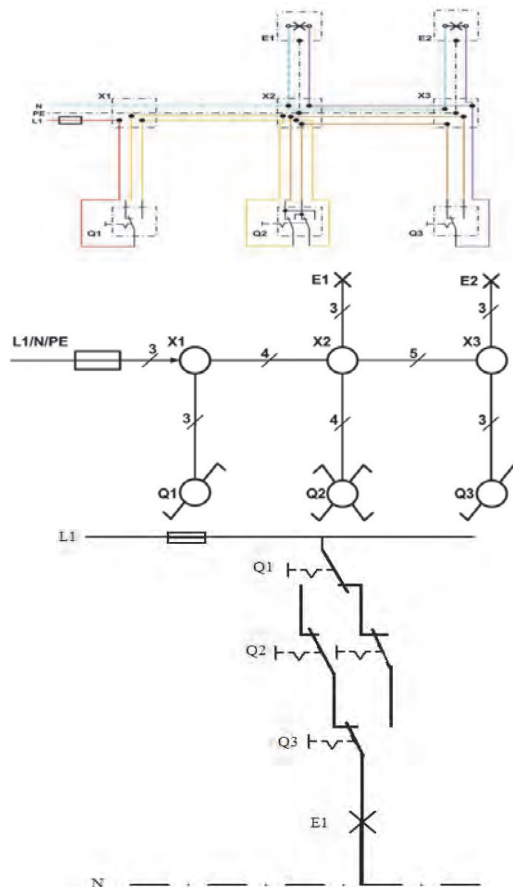 E1 E2
X1 X2 X3
N
PE
L1
Q1 Q2 Q3
E1 E2
3 3
L1/N/PE 3 X1 4 X2 5 X3
3 4 3
Q1 Q2 Q3
L1
Q1
Q2
Q3
E1
N